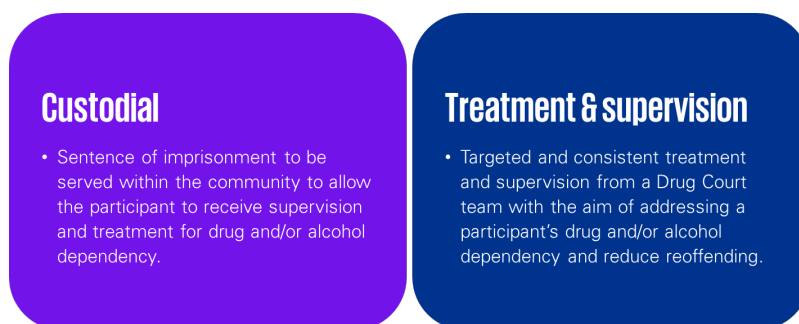 Custodial
• Sentence of imprisonment to be
served within the community to allow
the participant to receive supervision
and treatment for drug and/or alcohol
dependency.
Treatment & supervision
• Targeted and consistent treatment
and supervision from a Drug Court
team with the aim of addressing a
participant’s drug and/or alcohol
dependency and reduce reoffending.